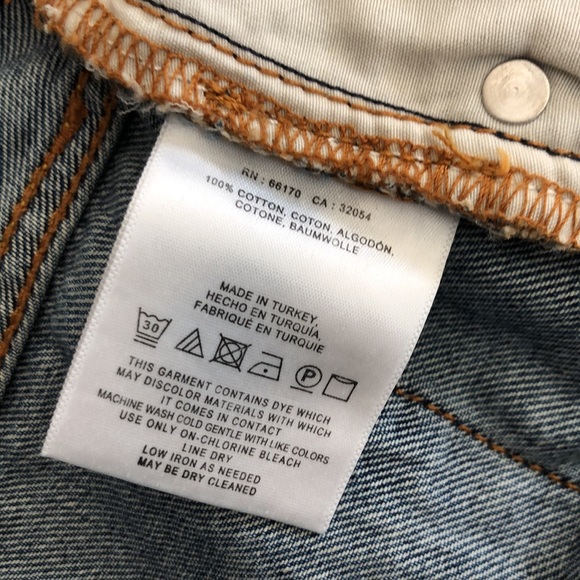 RN : 66170 CA : 32054
100% COTTON, COTON, ALGODÓN,
COTONE, BAUMWOLLE
MADE IN TURKEY
HECHO EN TURQUIA
FABRIQUÉ EN TURQUIE
30
P
THIS GARMENT CONTAINS DYE WHICH
MAY DISCOLOR MATERIALS WITH WHICH
IT COMES IN CONTACT
MACHINE WASH COLD GENTLE WITH LIKE COLORS
USE ONLY ON-CHLORINE BLEACH
LINE DRY
LOW IRON AS NEEDED
MAY BE DRY CLEANED